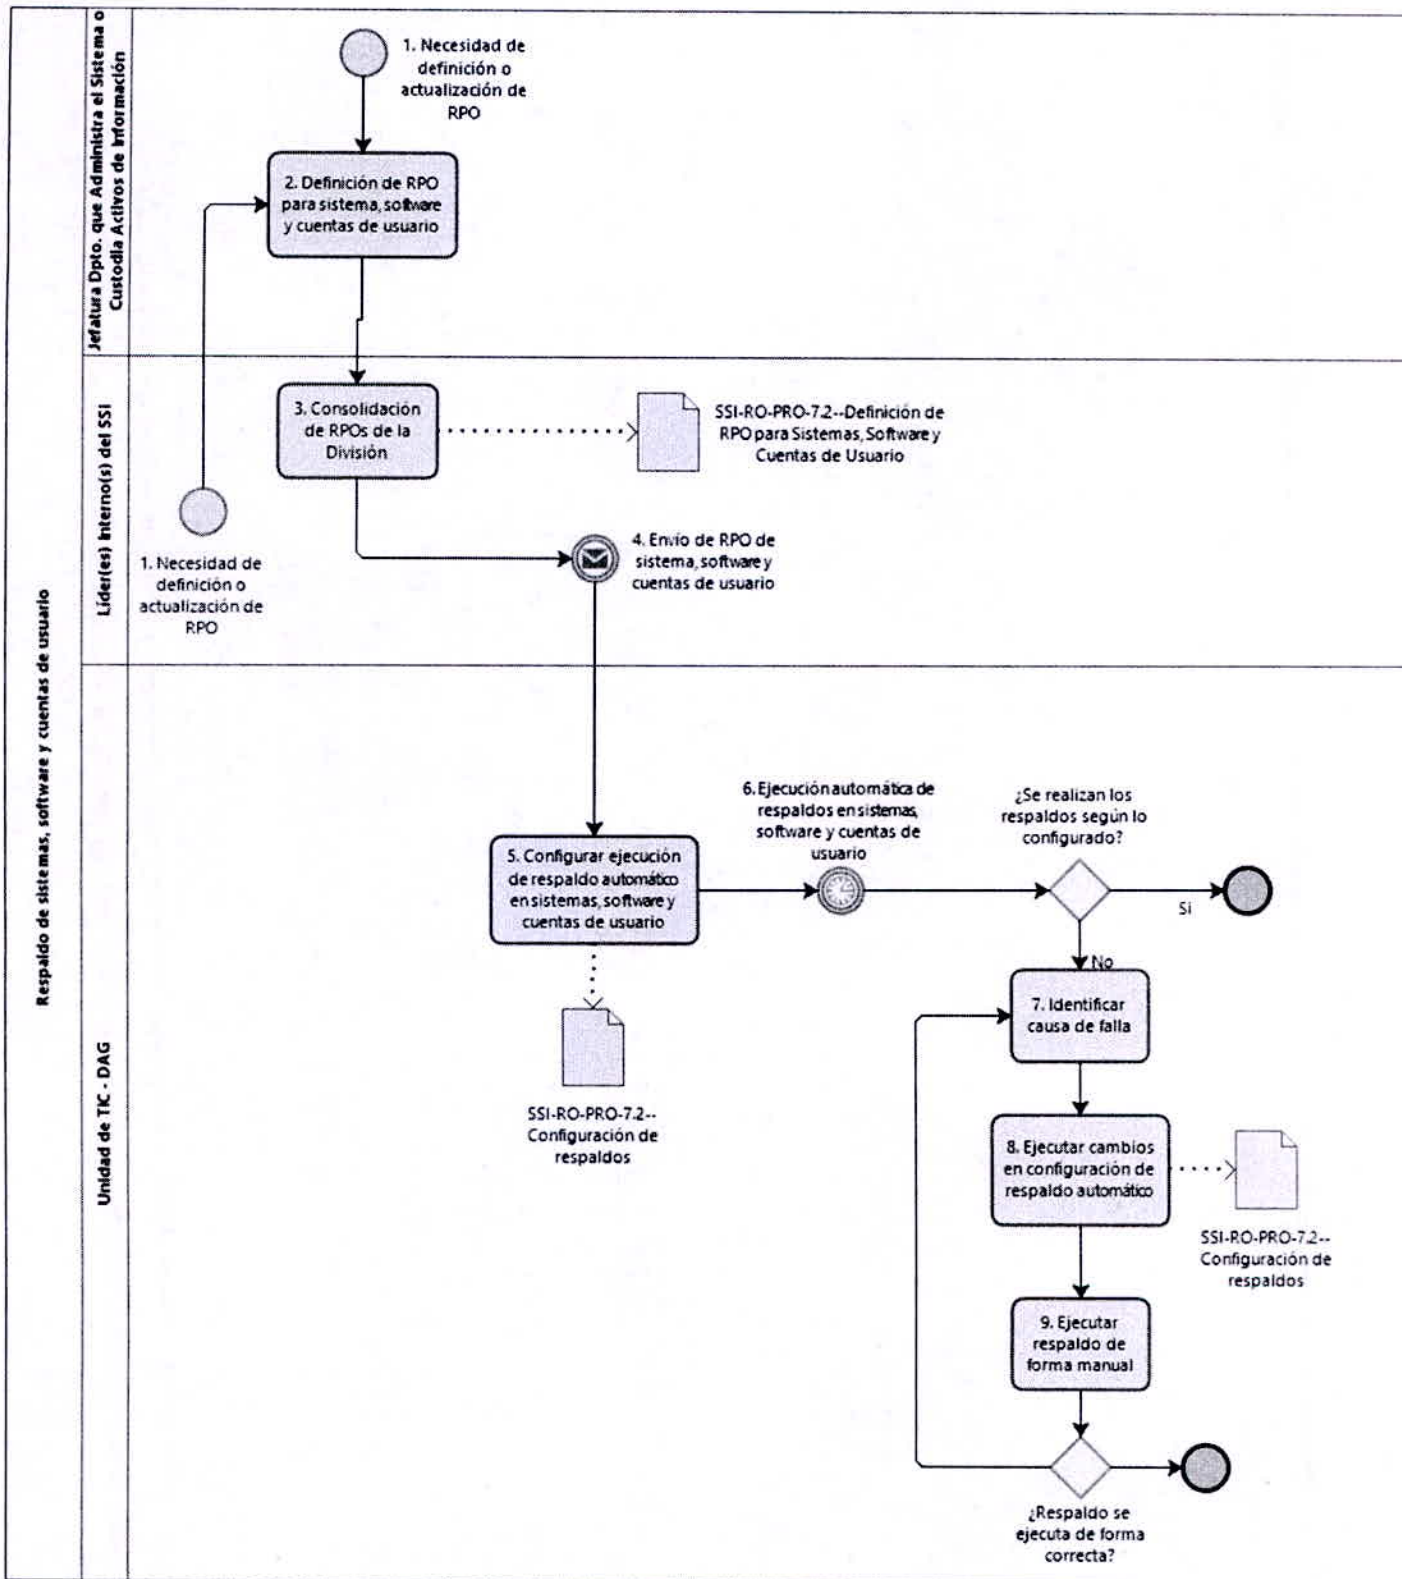 Respaldo de sistemas, software y cuentas de usuario
Jefatura Dpto. que Administra el Sistema o
Custodia Activos de Información
1. Necesidad de
definición o
actualización de
RPO
2. Definición de RPO
para sistema, software
y cuentas de usuario
Líder(es) Interno(s) del SSI
3. Consolidación
de RPOs de la
División
SSI-RO-PRO-7.2--Definición de
RPO para Sistemas, Software y
Cuentas de Usuario
1. Necesidad de
definición o
actualización de
RPO
4. Envío de RPO de
sistema, software y
cuentas de usuario
Unidad de TIC - DAG
5. Configurar ejecución
de respaldo automático
en sistemas, software y
cuentas de usuario
SSI-RO-PRO-7.2--
Configuración de
respaldos
6. Ejecución automática de
respaldos en sistemas,
software y cuentas de
usuario
¿Se realizan los
respaldos según lo
configurado?
Si
No
7. Identificar
causa de falla
8. Ejecutar cambios
en configuración de
respaldo automático
SSI-RO-PRO-7.2--
Configuración de
respaldos
9. Ejecutar
respaldo de
forma manual
¿Respaldo se
ejecuta de forma
correcta?